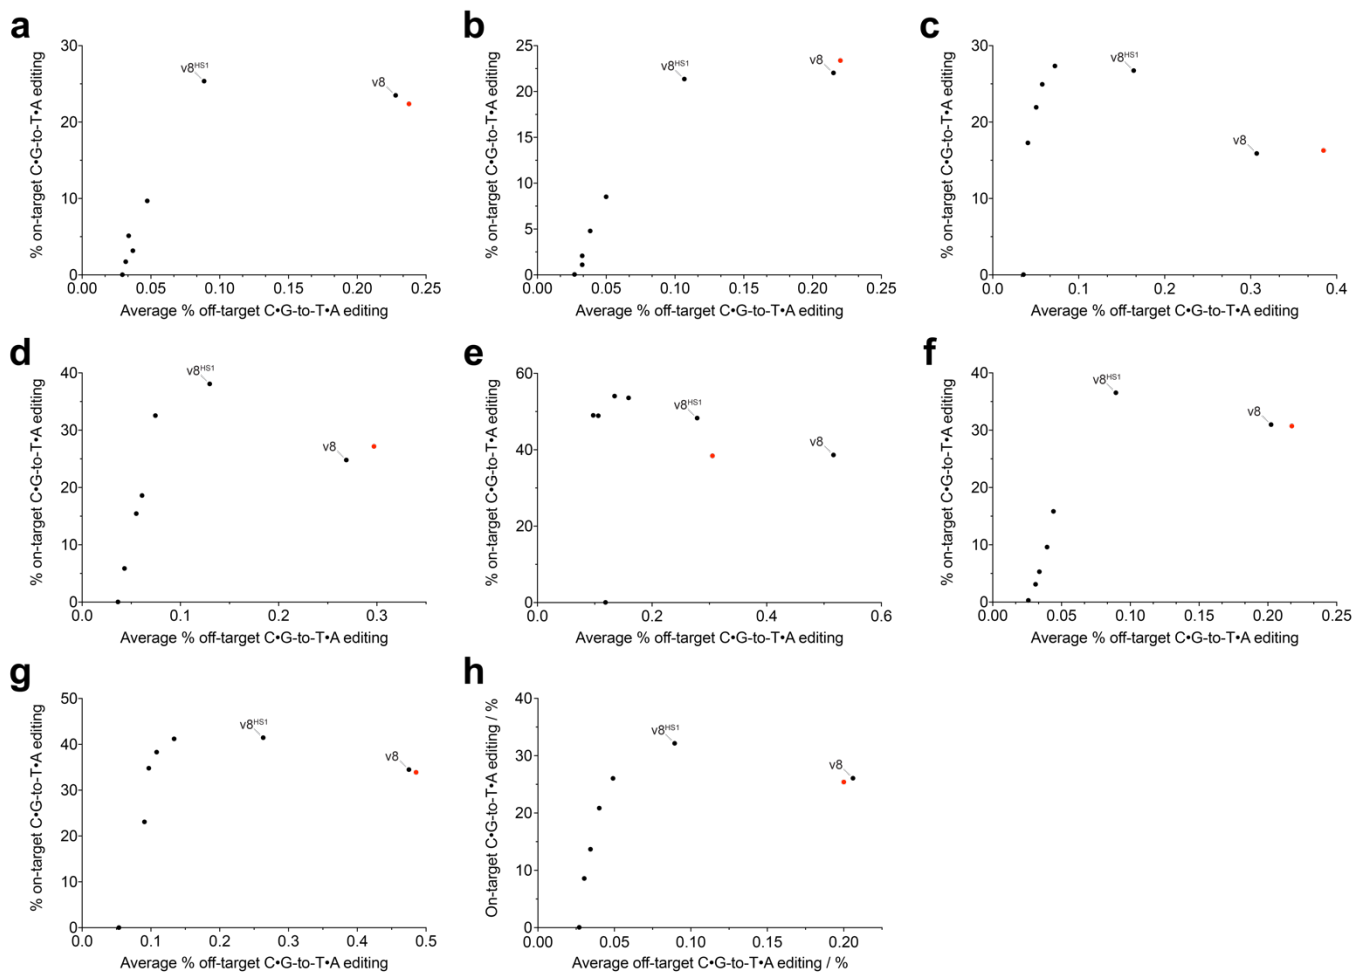 a
30
20
10
0
0.00
0.05
0.10
0.15
0.20
0.25
v8HS1
v8
% on-target C•G-to-T•A editing
Average % off-target C•G-to-T•A editing
b
25
20
15
10
5
0
0.00
0.05
0.10
0.15
0.20
0.25
v8HS1
v8
% on-target C•G-to-T•A editing
Average % off-target C•G-to-T•A editing
c
30
20
10
0
0.0
0.1
0.2
0.3
0.4
v8HS1
v8
% on-target C•G-to-T•A editing
Average % off-target C•G-to-T•A editing
d
40
30
20
10
0
0.0
0.1
0.2
0.3
v8HS1
v8
% on-target C•G-to-T•A editing
Average % off-target C•G-to-T•A editing
e
60
40
20
0
0.0
0.2
0.4
0.6
v8HS1
v8
% on-target C•G-to-T•A editing
Average % off-target C•G-to-T•A editing
f
40
30
20
10
0
0.00
0.05
0.10
0.15
0.20
0.25
v8HS1
v8
% on-target C•G-to-T•A editing
Average % off-target C•G-to-T•A editing
g
50
40
30
20
10
0
0.0
0.1
0.2
0.3
0.4
0.5
v8HS1
v8
% on-target C•G-to-T•A editing
Average % off-target C•G-to-T•A editing
h
40
30
20
10
0
0.00
0.05
0.10
0.15
0.20
v8HS1
v8
On-target C•G-to-T•A editing / %
Average off-target C•G-to-T•A editing / %